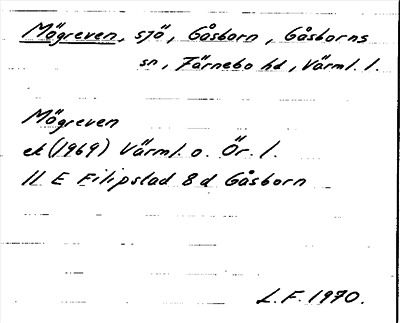 Mögreven, sjö, Gåsborn, Gåsborns
sn, Färnebo hd, Värml. l.
Mögreven
ek (1969) Värml. o. Ör. l.
11 E Filipstad 8 d Gåsborn
L.F. 1970.